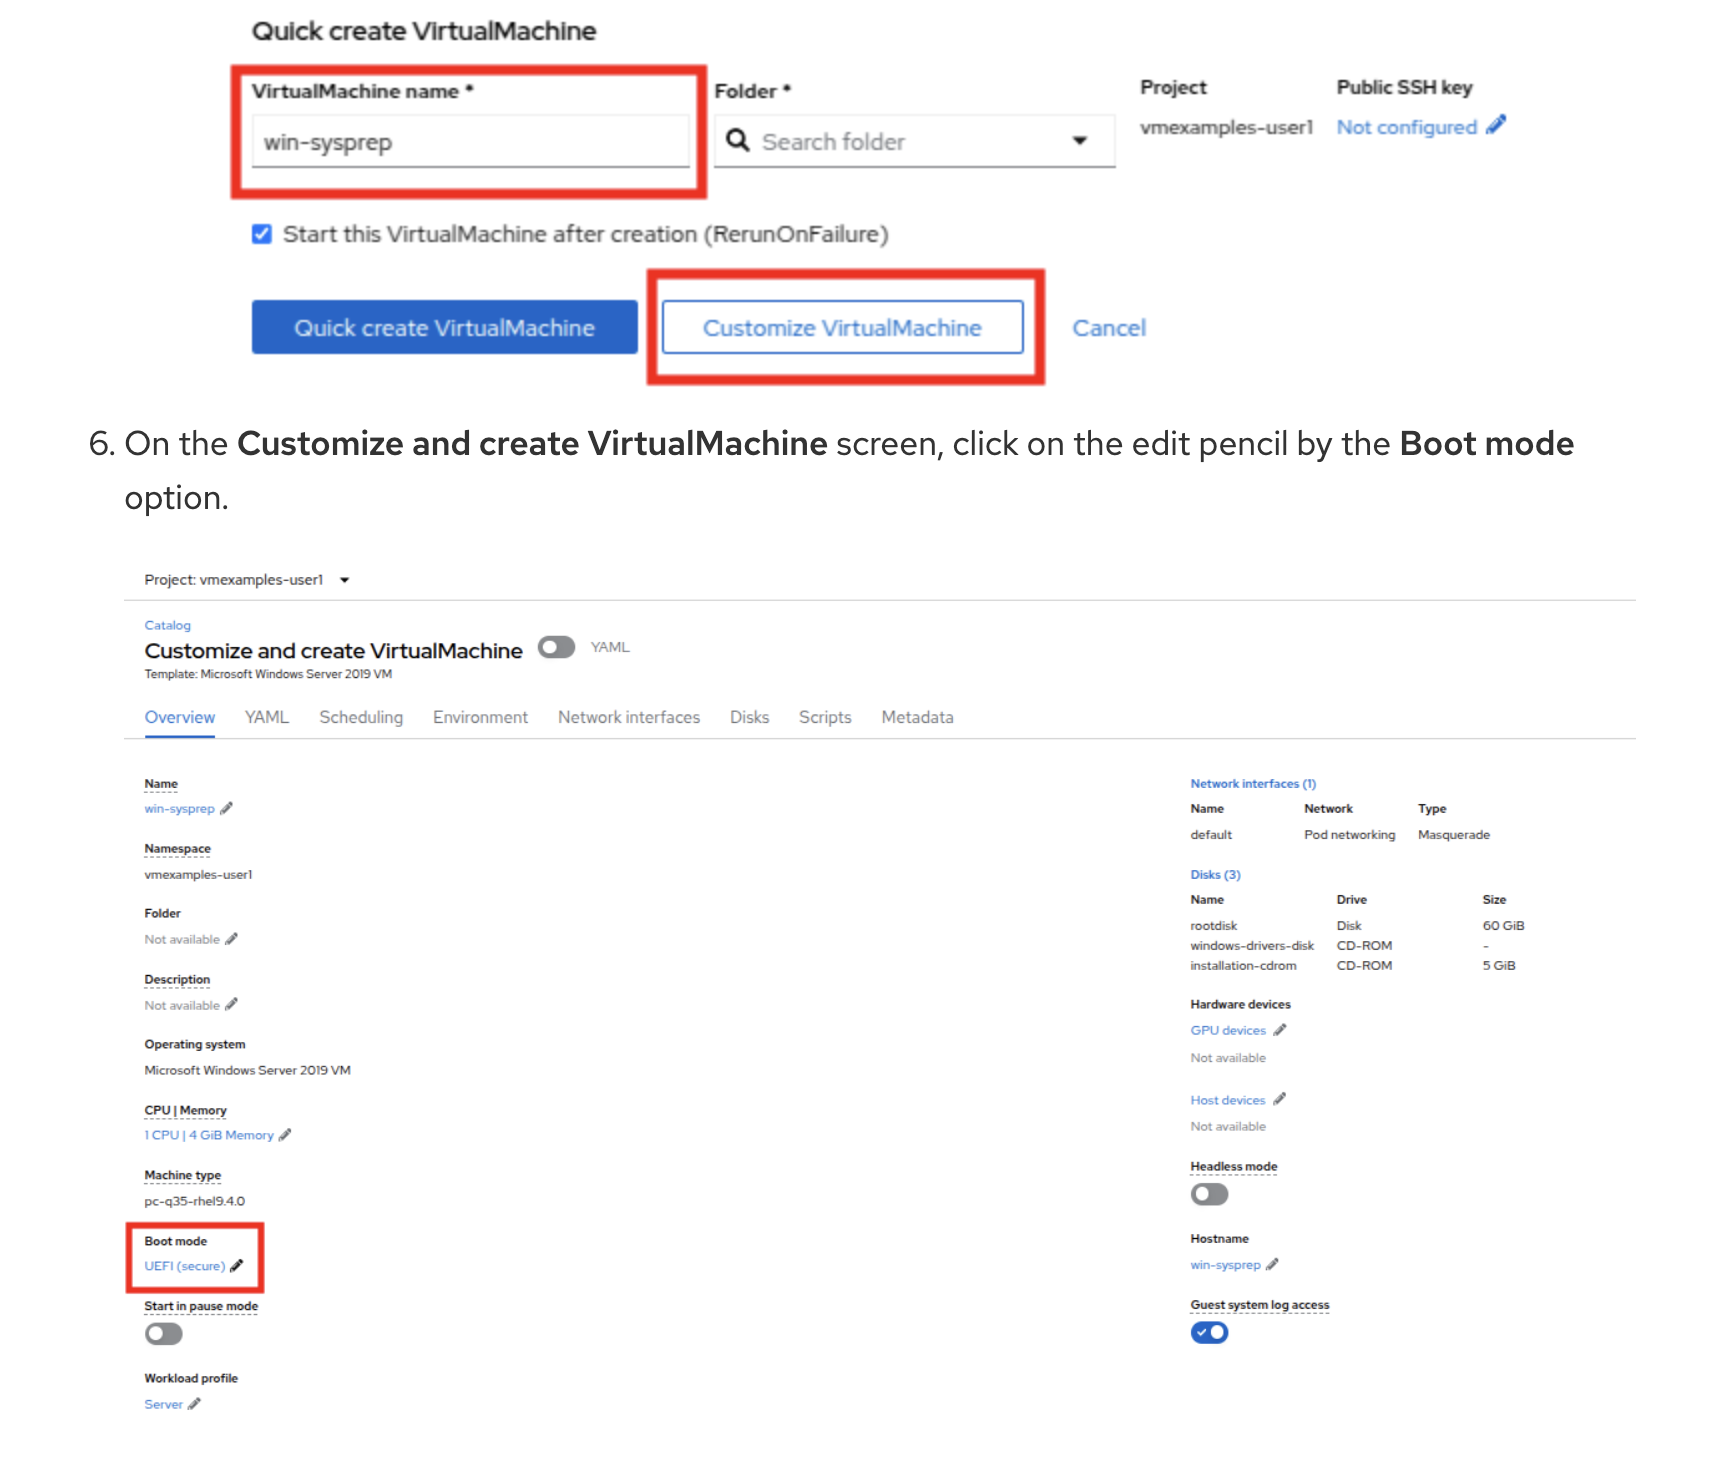 Quick create VirtualMachine
VirtualMachine name *
Folder *
Project
Public SSH key
win-sysprep
Search folder
vmexamples-user1
Not configured
Start this VirtualMachine after creation (RerunOnFailure)
Quick create VirtualMachine
Customize VirtualMachine
Cancel
6. On the Customize and create VirtualMachine screen, click on the edit pencil by the Boot mode
option.
Project: vmexamples-user1
Catalog
Customize and create VirtualMachine
YAML
Template: Microsoft Windows Server 2019 VM
Overview YAML Scheduling Environment Network interfaces Disks Scripts Metadata
Name
win-sysprep
Namespace
vmexamples-user1
Folder
Not available
Description
Not available
Operating system
Microsoft Windows Server 2019 VM
CPU | Memory
1 CPU | 4 GiB Memory
Machine type
pc-q35-rhel9.4.0
Boot mode
UEFI (secure)
Start in pause mode
Workload profile
Server
Network interfaces (1)
Name Network Type
default Pod networking Masquerade
Disks (3)
Name Drive Size
rootdisk Disk 60 GiB
windows-drivers-disk CD-ROM -
installation-cdrom CD-ROM 5 GiB
Hardware devices
GPU devices
Not available
Host devices
Not available
Headless mode
Hostname
win-sysprep
Guest system log access